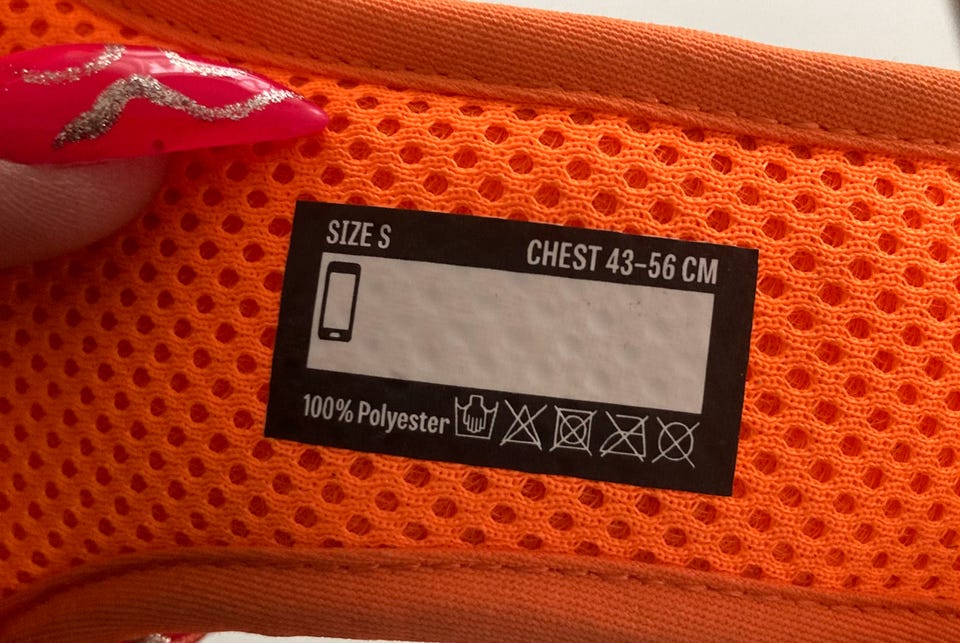 SIZE S
CHEST 43–56 CM
100% Polyester